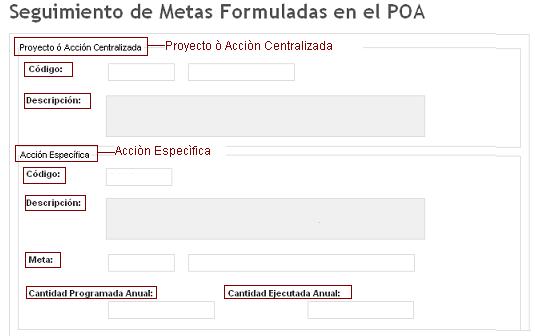 Seguimiento de Metas Formuladas en el POA
Proyecto ó Acción Centralizada Proyecto ò Acciòn Centralizada
Código:
Descripción:
Acción Específica Acciòn Especìfica
Código:
Descripción:
Meta:
Cantidad Programada Anual: Cantidad Ejecutada Anual: